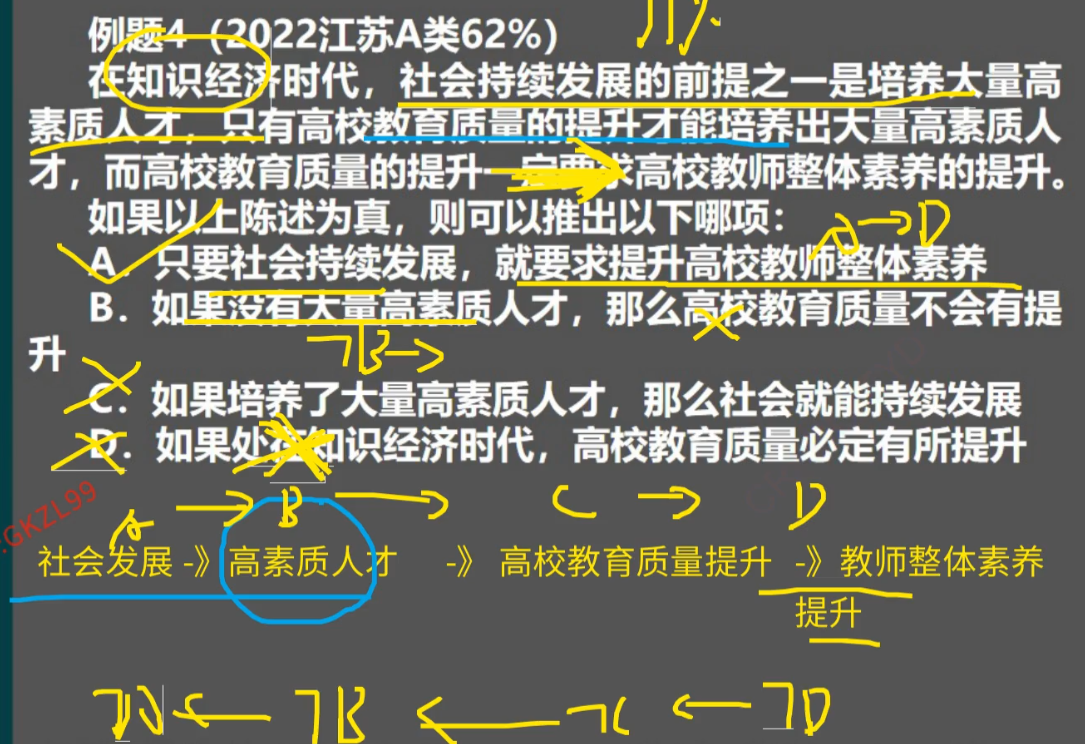 例题4（2022江苏A类62%）
在知识经济时代，社会持续发展的前提之一是培养大量高
素质人才，只有高校教育质量的提升才能培养出大量高素质人
才，而高校教育质量的提升一定要求高校教师整体素养的提升。
如果以上陈述为真，则可以推出以下哪项：
A→D
A．只要社会持续发展，就要求提升高校教师整体素养
B．如果没有大量高素质人才，那么高校教育质量不会有提
升
7B→
C．如果培养了大量高素质人才，那么社会就能持续发展
D．如果处在知识经济时代，高校教育质量必定有所提升
GKZL99
A → B → C → D
社会发展 -》高素质人才 -》 高校教育质量提升 -》教师整体素养
提升
7A ← 7B ← 7C ← 7D